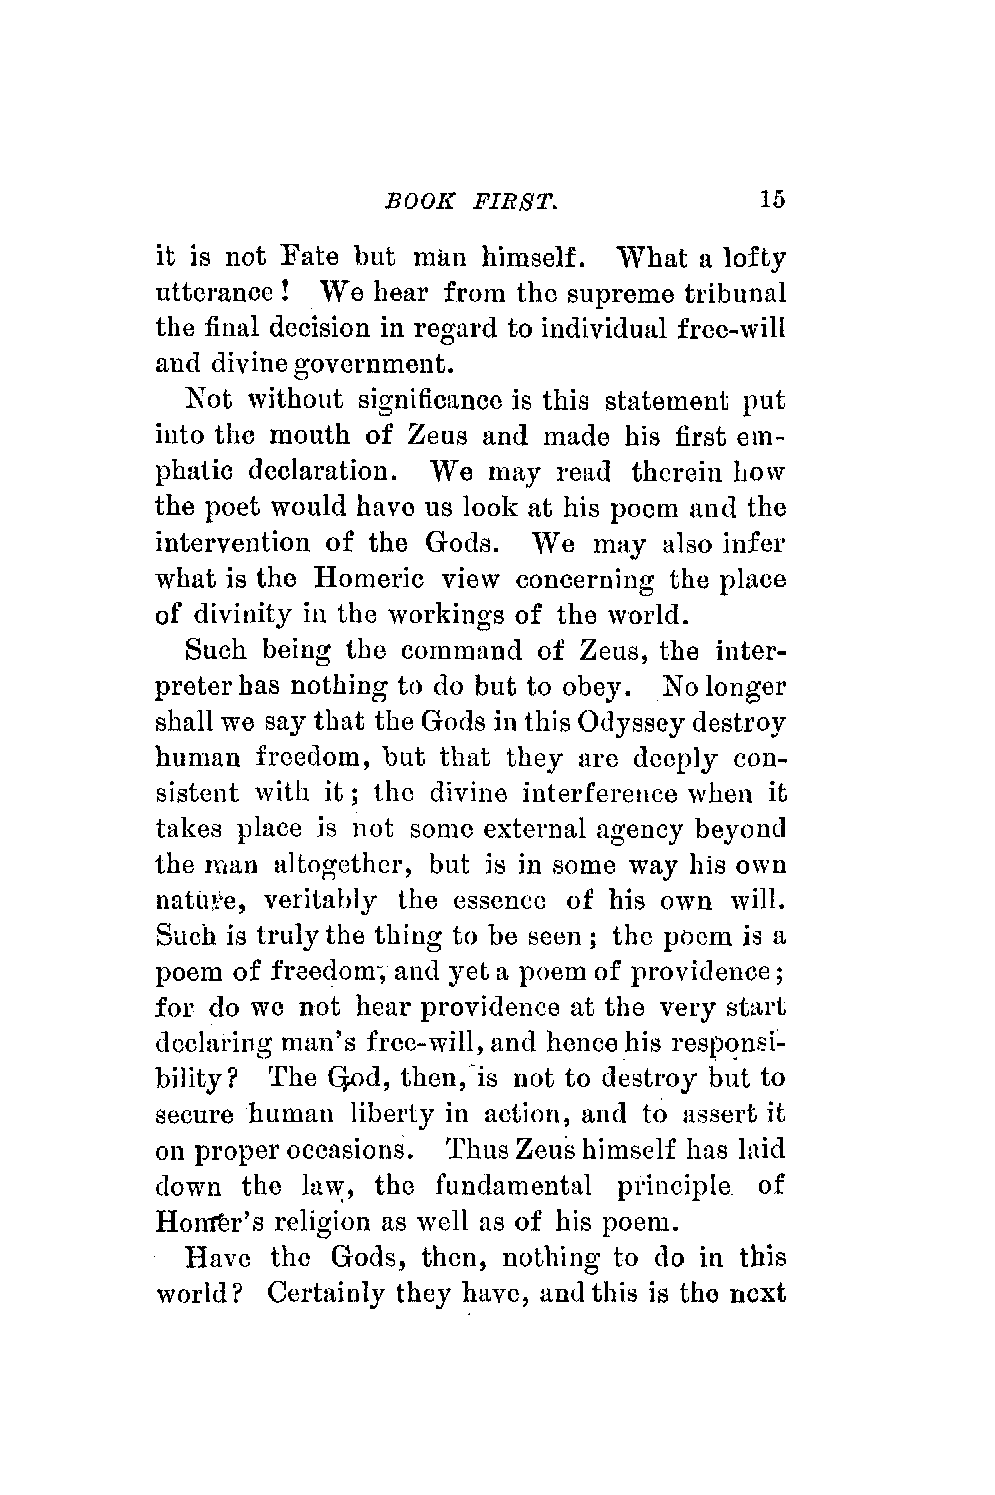 BOOK FIRST. 15
it is not Fate but man himself. What a lofty
utterance! We hear from the supreme tribunal
the final decision in regard to individual free-will
and divine government.
Not without significance is this statement put
into the mouth of Zeus and made his first em-
phatic declaration. We may read therein how
the poet would have us look at his poem and the
intervention of the Gods. We may also infer
what is the Homeric view concerning the place
of divinity in the workings of the world.
Such being the command of Zeus, the inter-
preter has nothing to do but to obey. No longer
shall we say that the Gods in this Odyssey destroy
human freedom, but that they are deeply con-
sistent with it; the divine interference when it
takes place is not some external agency beyond
the man altogether, but is in some way his own
nature, veritably the essence of his own will.
Such is truly the thing to be seen; the poem is a
poem of freedom, and yet a poem of providence;
for do we not hear providence at the very start
declaring man's free-will, and hence his responsi-
bility? The God, then, is not to destroy but to
secure human liberty in action, and to assert it
on proper occasions. Thus Zeus himself has laid
down the law, the fundamental principle of
Homer's religion as well as of his poem.
Have the Gods, then, nothing to do in this
world? Certainly they have, and this is the next